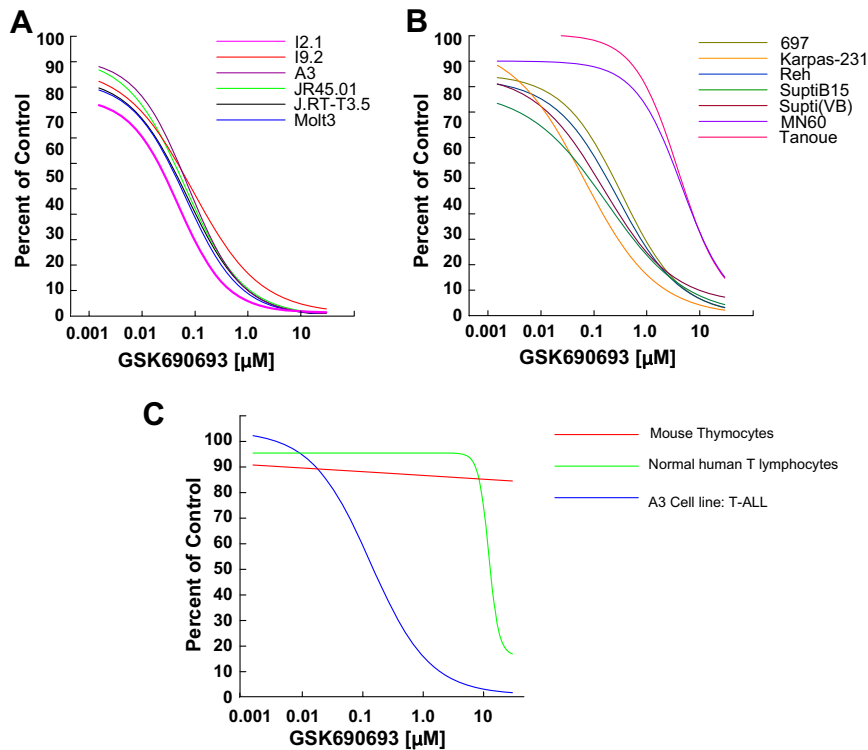 A
Percent of Control
100
90
80
70
60
50
40
30
20
10
0
0.001 0.01 0.1 1.0 10
GSK690693 [µM]
I2.1
I9.2
A3
JR45.01
J.RT-T3.5
Molt3
B
Percent of Control
100
90
80
70
60
50
40
30
20
10
0
0.001 0.01 0.1 1.0 10
GSK690693 [µM]
697
Karpas-231
Reh
SuptiB15
Supti(VB)
MN60
Tanoue
C
Percent of Control
100
90
80
70
60
50
40
30
20
10
0
0.001 0.01 0.1 1.0 10
GSK690693 [µM]
Mouse Thymocytes
Normal human T lymphocytes
A3 Cell line: T-ALL